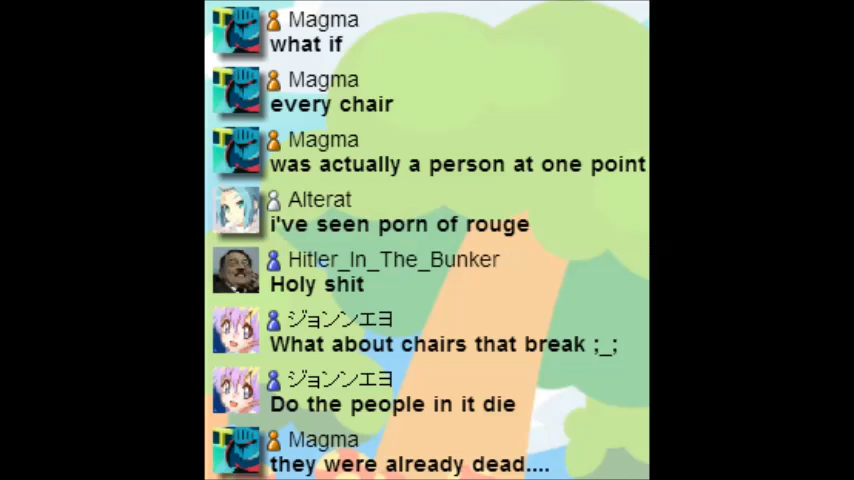 Magma
what if
Magma
every chair
Magma
was actually a person at one point
Alterat
i've seen porn of rouge
Hitler_In_The_Bunker
Holy shit
ジョンンエヨ
What about chairs that break ;_;
ジョンンエヨ
Do the people in it die
Magma
they were already dead....